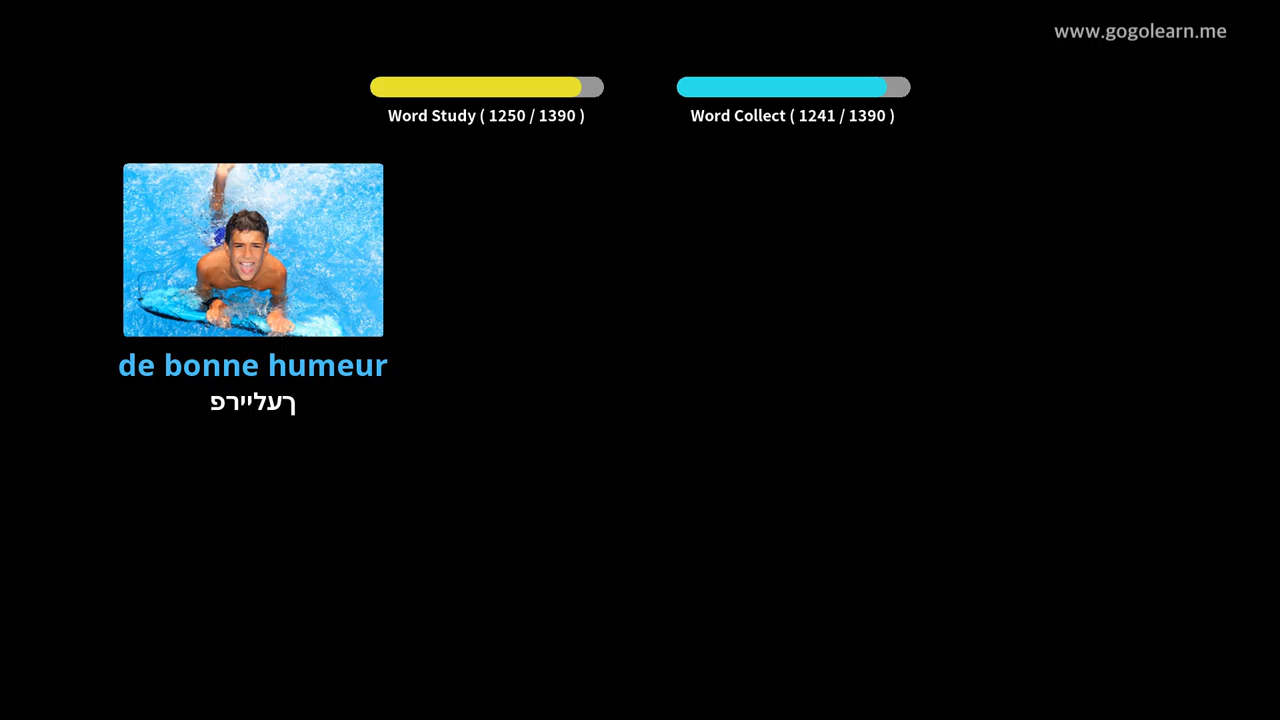 www.gogolearn.me
Word Study ( 1250 / 1390 )
Word Collect ( 1241 / 1390 )
de bonne humeur
פריילעך